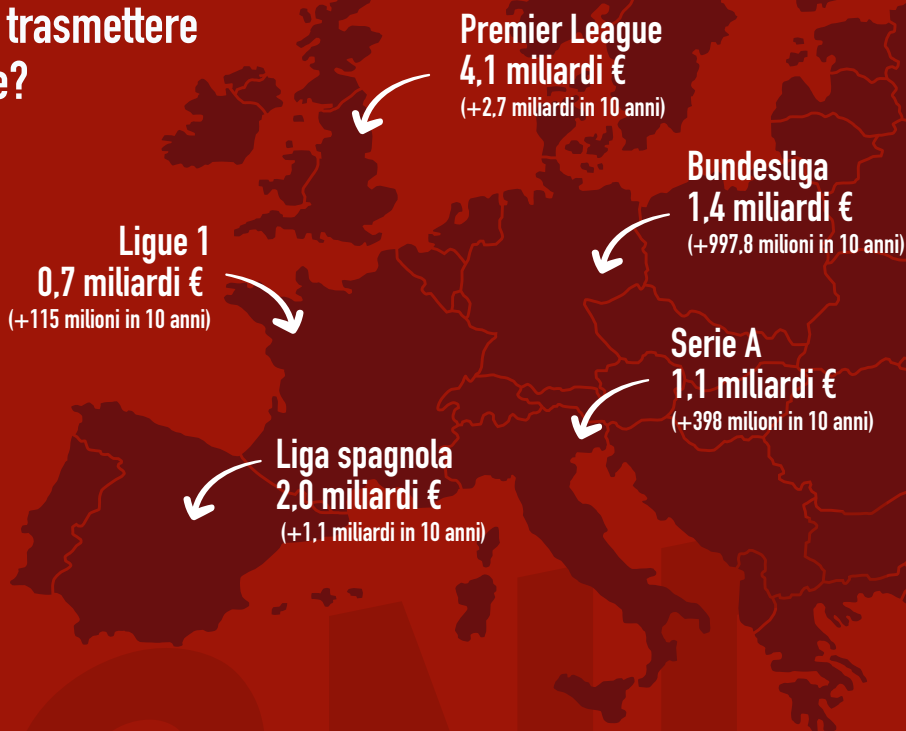 trasmettere
e?
Premier League
4,1 miliardi €
(+2,7 miliardi in 10 anni)
Bundesliga
1,4 miliardi €
(+997,8 milioni in 10 anni)
Ligue 1
0,7 miliardi €
(+115 milioni in 10 anni)
Serie A
1,1 miliardi €
(+398 milioni in 10 anni)
Liga spagnola
2,0 miliardi €
(+1,1 miliardi in 10 anni)